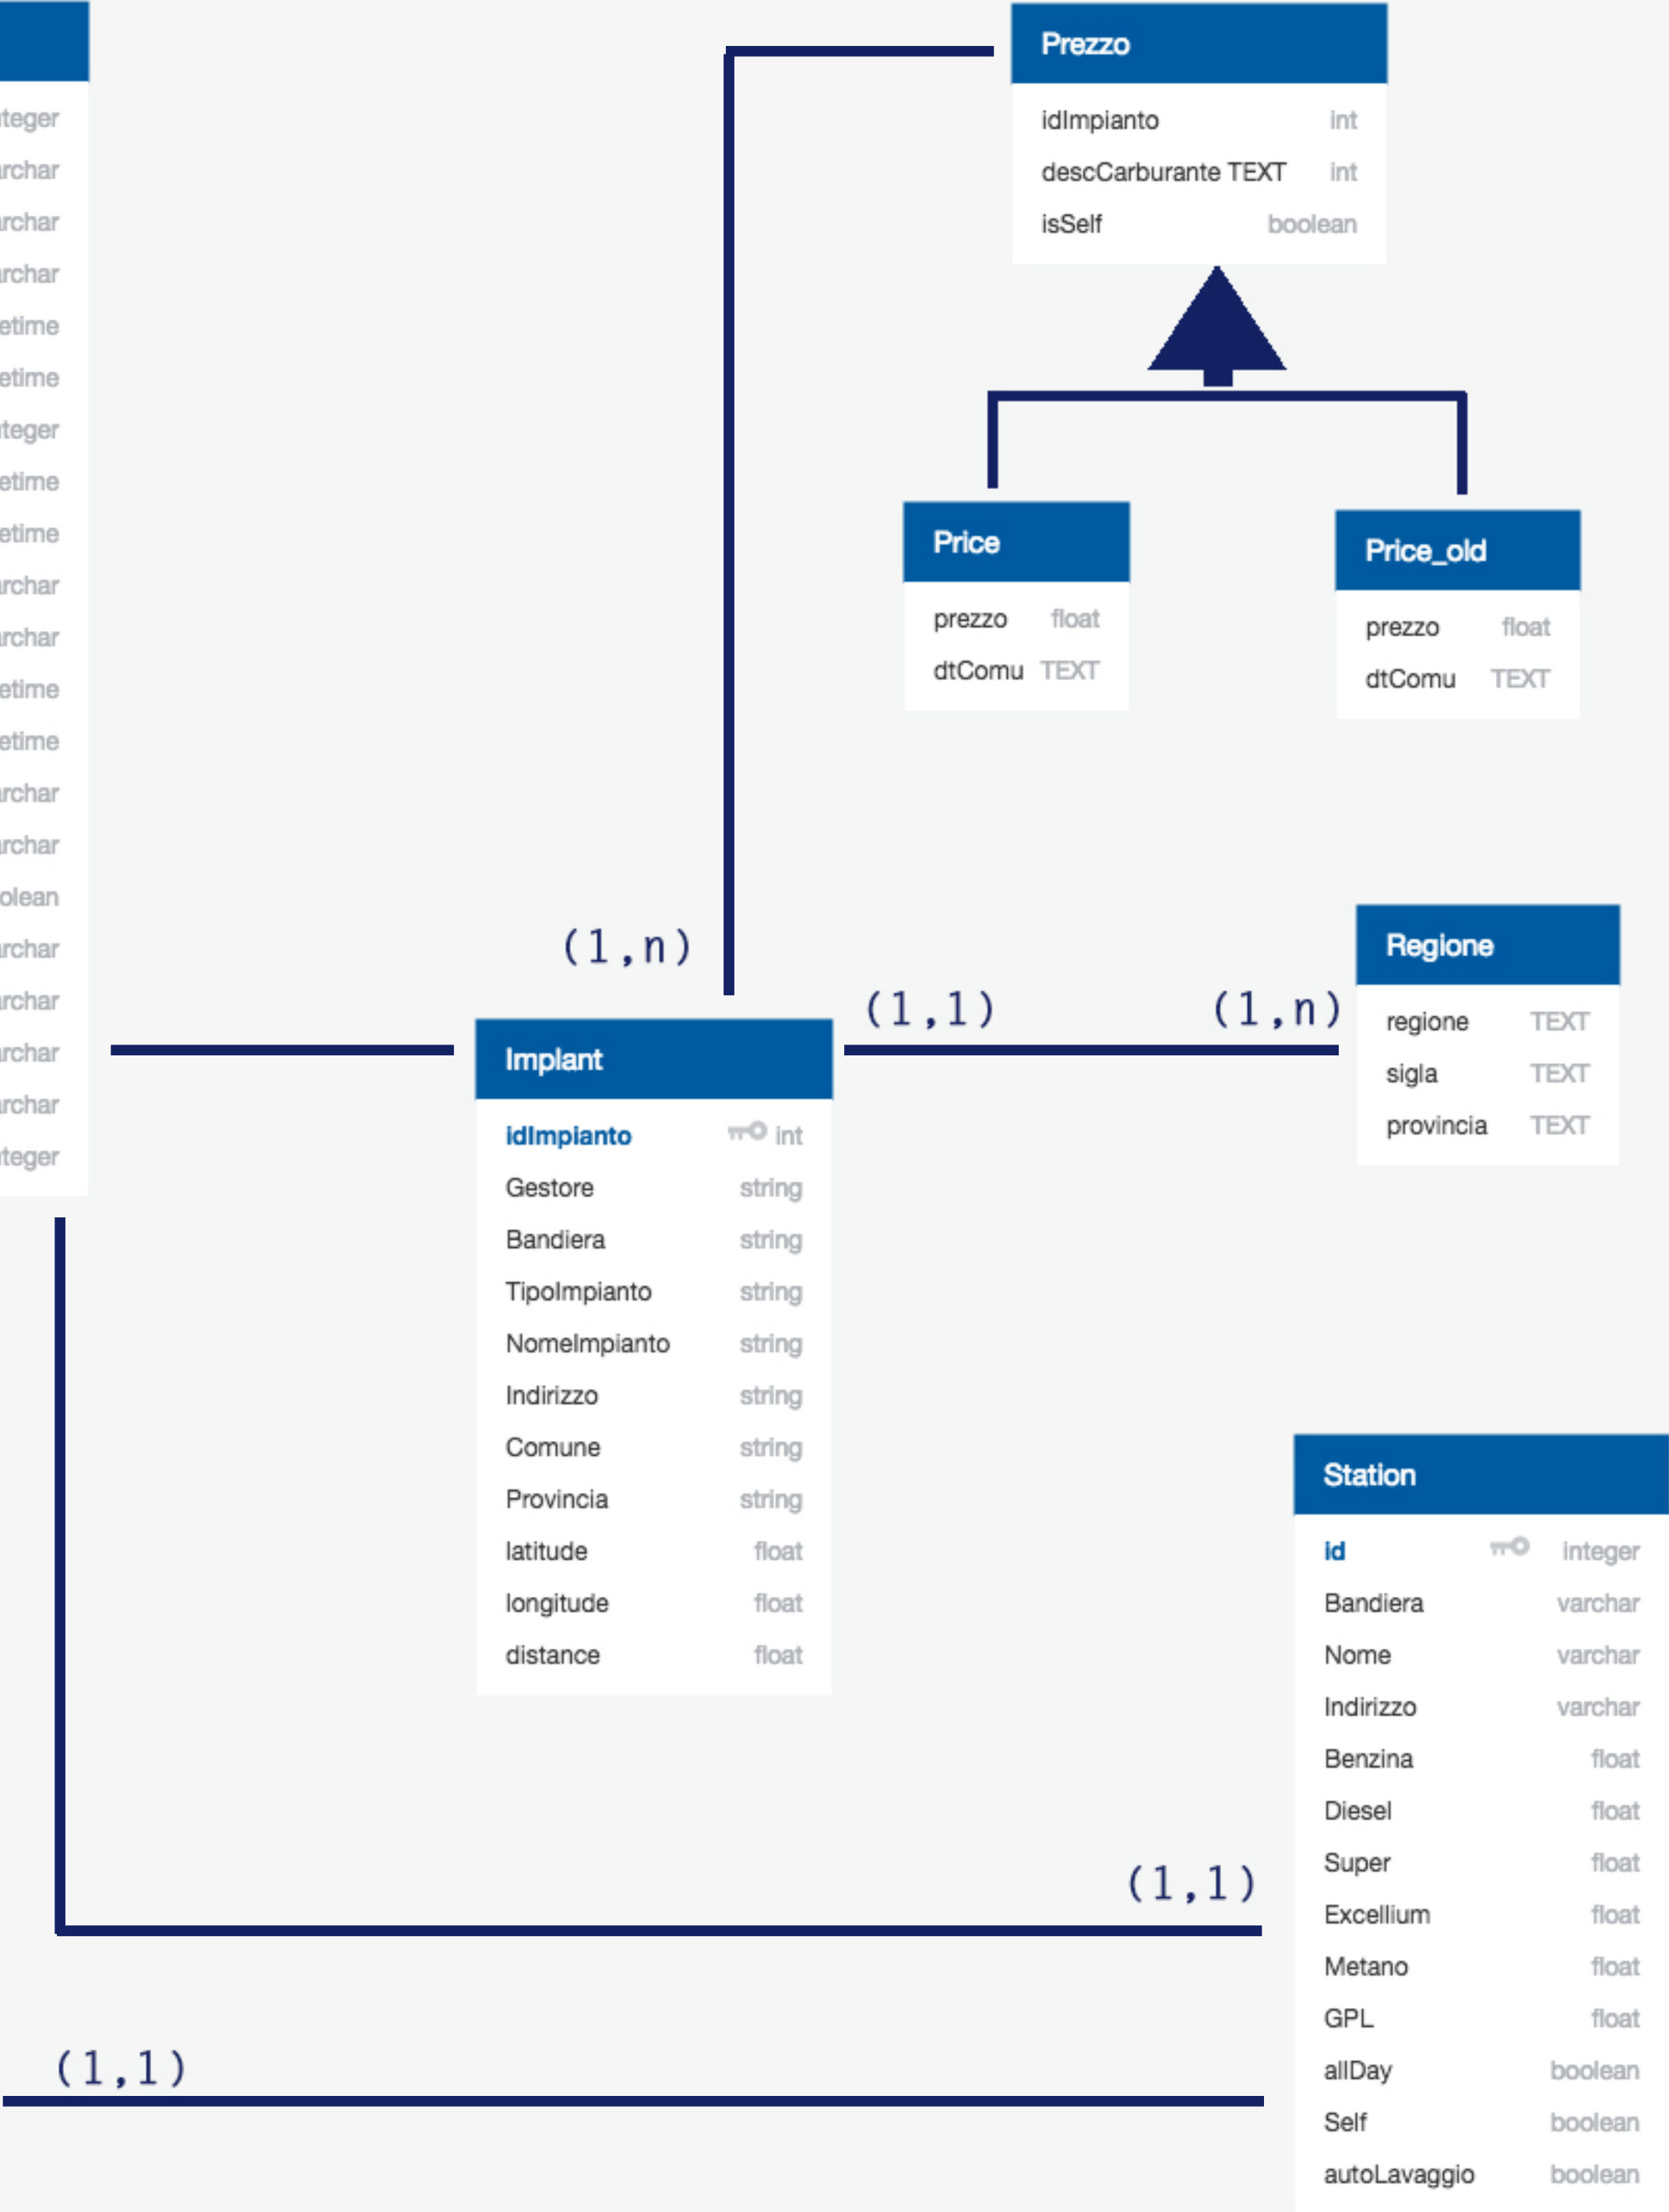 Prezzo
idImpianto int
descCarburante TEXT int
isSelf boolean
Price
prezzo float
dtComu TEXT
Price_old
prezzo float
dtComu TEXT
(1,n)
(1,1)
(1,n)
Regione
regione TEXT
sigla TEXT
provincia TEXT
Implant
idImpianto int
Gestore string
Bandiera string
TipoImpianto string
NomeImpianto string
Indirizzo string
Comune string
Provincia string
latitude float
longitude float
distance float
Station
id integer
Bandiera varchar
Nome varchar
Indirizzo varchar
Benzina float
Diesel float
Super float
Excellium float
Metano float
GPL float
allDay boolean
Self boolean
autoLavaggio boolean
(1,1)
(1,1)